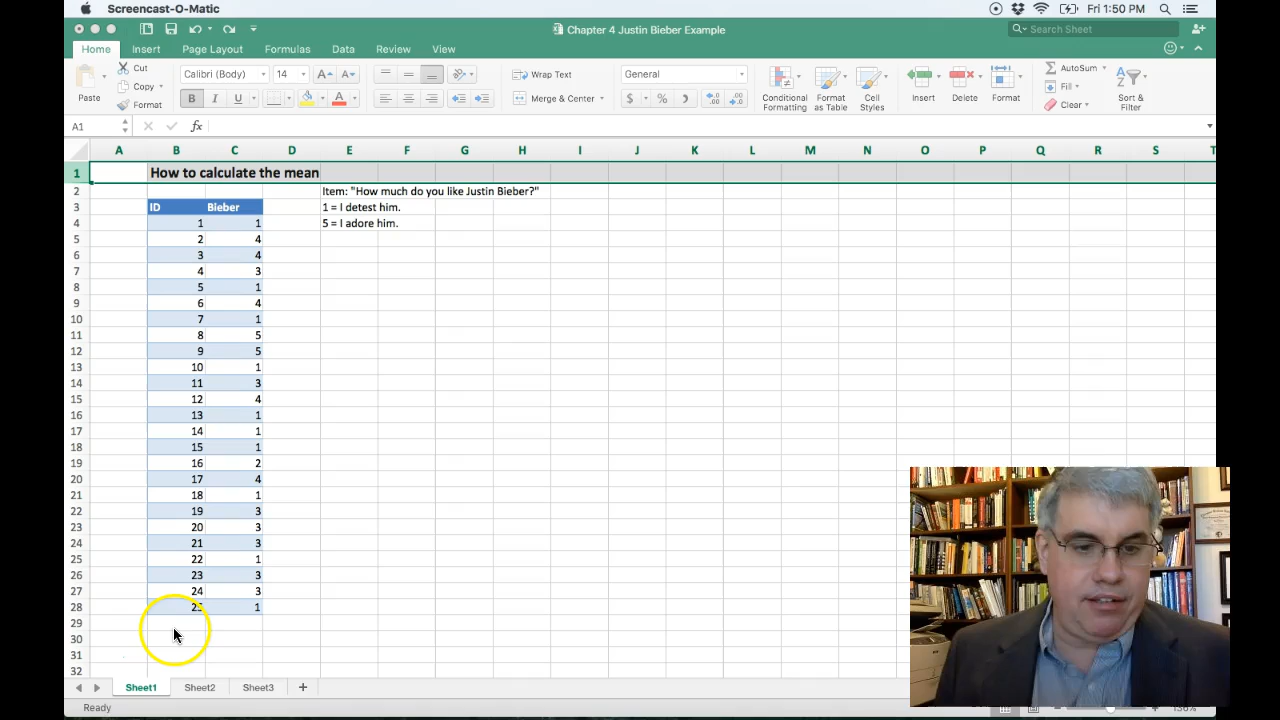 Screencast-O-Matic
Fri 1:50 PM
Chapter 4 Justin Bieber Example
Search Sheet
Home Insert Page Layout Formulas Data Review View
Paste
Cut
Copy
Format
Calibri (Body) 14
B I U
A A A
Wrap Text
Merge & Center
General
$ %
Conditional Formatting
Format as Table
Cell Styles
Insert
Delete
Format
AutoSum
Fill
Clear
Sort & Filter
A1 fx
A B C D E F G H I J K L M N O P Q R S T
1 How to calculate the mean
2 Item: "How much do you like Justin Bieber?"
3 ID Bieber 1 = I detest him.
4 1 1 5 = I adore him.
5 2 4
6 3 4
7 4 3
8 5 1
9 6 4
10 7 1
11 8 5
12 9 5
13 10 1
14 11 3
15 12 4
16 13 1
17 14 1
18 15 1
19 16 2
20 17 4
21 18 1
22 19 3
23 20 3
24 21 3
25 22 1
26 23 3
27 24 3
28 25 1
29
30
31
32
Sheet1 Sheet2 Sheet3 +
Ready
136%